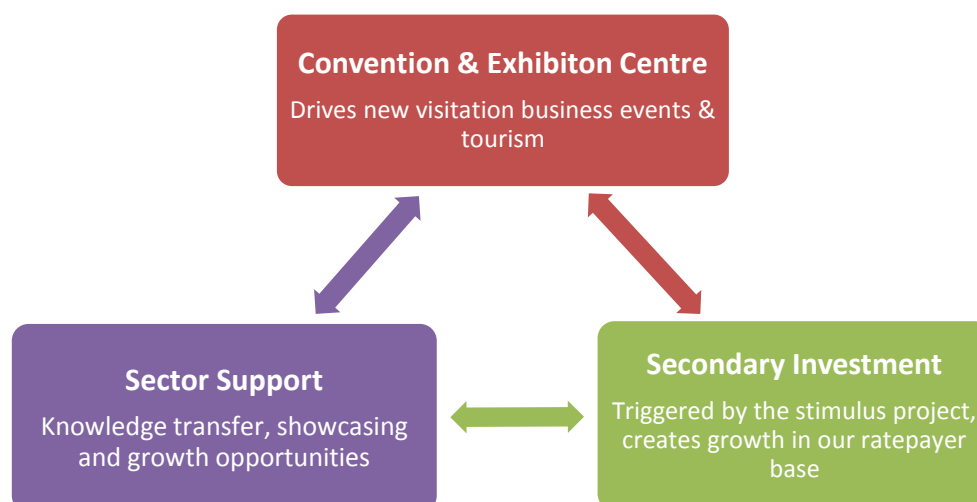 Convention & Exhibiton Centre
Drives new visitation business events &
tourism
Sector Support
Knowledge transfer, showcasing
and growth opportunities
Secondary Investment
Triggered by the stimulus project,
creates growth in our ratepayer
base